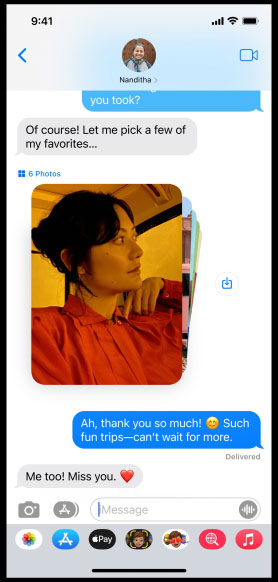 9:41
Nanditha
you took?
Of course! Let me pick a few of
my favorites...
6 Photos
Ah, thank you so much! 😊 Such
fun trips—can't wait for more.
Delivered
Me too! Miss you. ❤️
iMessage
Pay